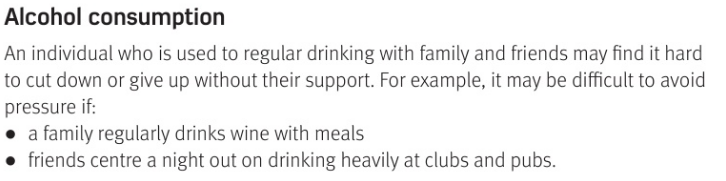 Alcohol consumption
An individual who is used to regular drinking with family and friends may find it hard
to cut down or give up without their support. For example, it may be difficult to avoid
pressure if:
● a family regularly drinks wine with meals
● friends centre a night out on drinking heavily at clubs and pubs.